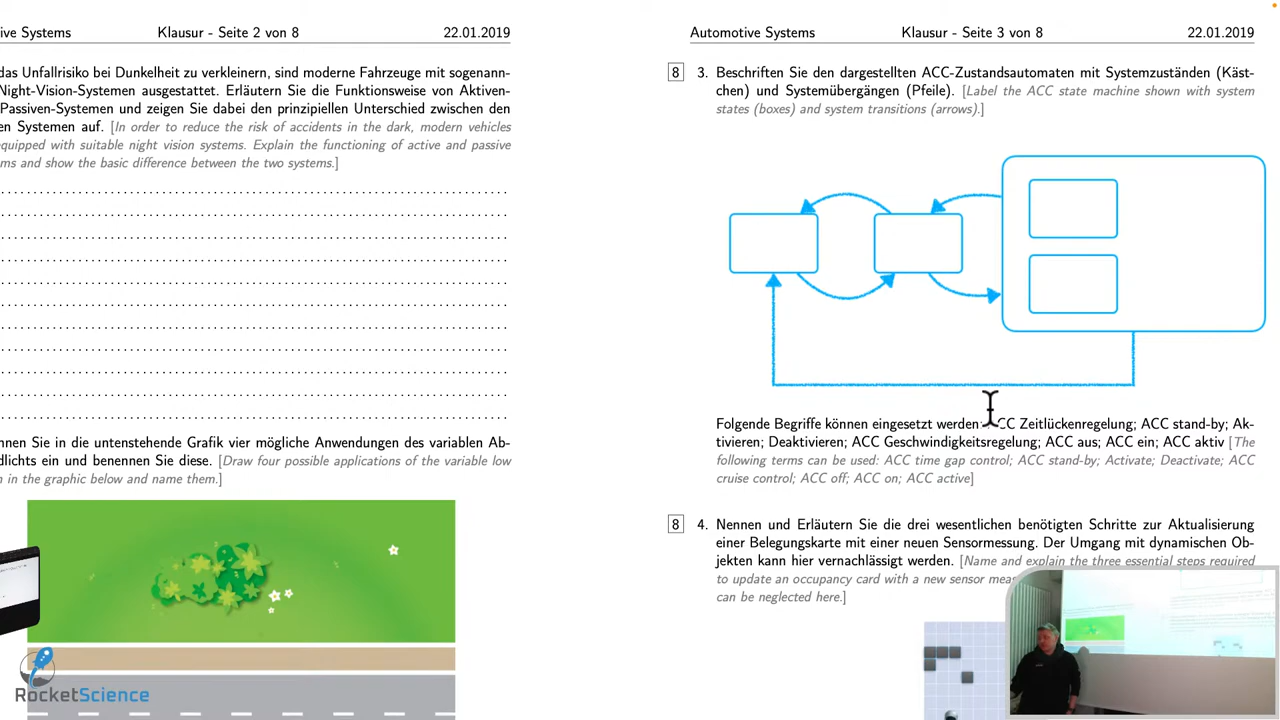 ive Systems Klausur - Seite 2 von 8 22.01.2019
das Unfallrisiko bei Dunkelheit zu verkleinern, sind moderne Fahrzeuge mit sogenann-
Night-Vision-Systemen ausgestattet. Erläutern Sie die Funktionsweise von Aktiven-
Passiven-Systemen und zeigen Sie dabei den prinzipiellen Unterschied zwischen den
en Systemen auf. [In order to reduce the risk of accidents in the dark, modern vehicles
equipped with suitable night vision systems. Explain the functioning of active and passive
ms and show the basic difference between the two systems.]
nnen Sie in die untenstehende Grafik vier mögliche Anwendungen des variablen Ab-
dlichts ein und benennen Sie diese. [Draw four possible applications of the variable low
n in the graphic below and name them.]
RocketScience
Automotive Systems Klausur - Seite 3 von 8 22.01.2019
8 3. Beschriften Sie den dargestellten ACC-Zustandsautomaten mit Systemzuständen (Käst-
chen) und Systemübergängen (Pfeile). [Label the ACC state machine shown with system
states (boxes) and system transitions (arrows).]
Folgende Begriffe können eingesetzt werden: ACC Zeitlückenregelung; ACC stand-by; Ak-
tivieren; Deaktivieren; ACC Geschwindigkeitsregelung; ACC aus; ACC ein; ACC aktiv [The
following terms can be used: ACC time gap control; ACC stand-by; Activate; Deactivate; ACC
cruise control; ACC off; ACC on; ACC active]
8 4. Nennen und Erläutern Sie die drei wesentlichen benötigten Schritte zur Aktualisierung
einer Belegungskarte mit einer neuen Sensormessung. Der Umgang mit dynamischen Ob-
jekten kann hier vernachlässigt werden. [Name and explain the three essential steps required
to update an occupancy card with a new sensor mea
can be neglected here.]